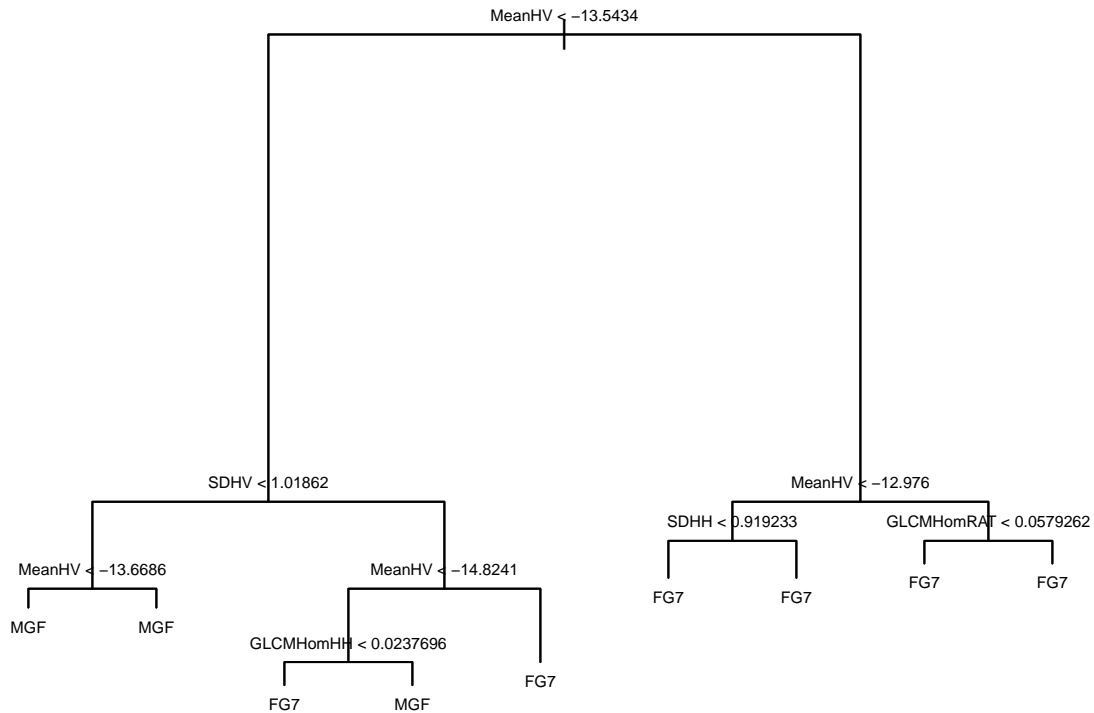 MeanHV < −13.5434
SDHV < 1.01862
MeanHV < −12.976
SDHH < 0.919233
GLCMHomRAT < 0.0579262
MeanHV < −13.6686
MeanHV < −14.8241
FG7
FG7
FG7
FG7
MGF
MGF
GLCMHomHH < 0.0237696
FG7
FG7
MGF